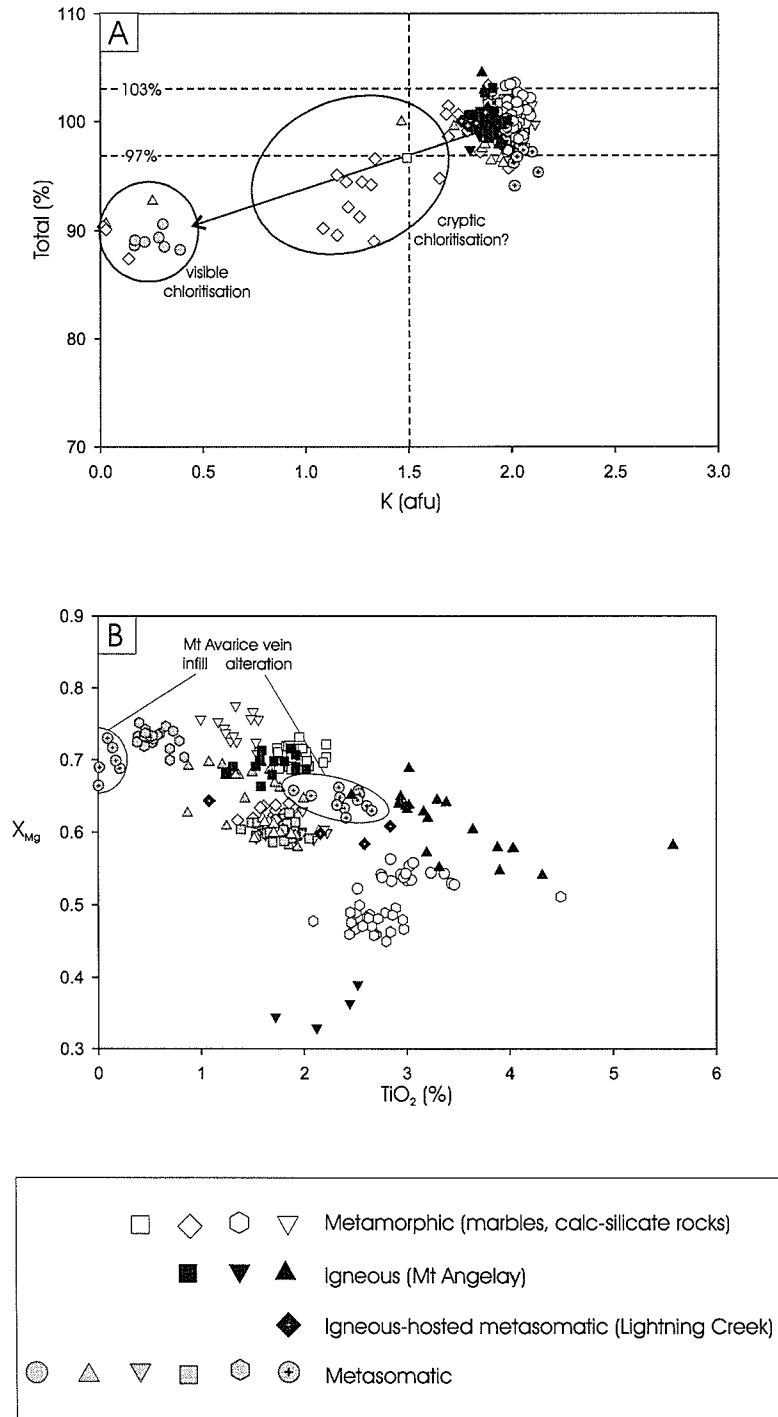 A
110
103%
100
97%
90
80
70
Total (%)
cryptic
chloritisation?
visible
chloritisation
0.0 0.5 1.0 1.5 2.0 2.5 3.0
K (afu)
B
0.9
Mt Avarice vein
infill alteration
0.8
0.7
0.6
0.5
0.4
0.3
XMg
0 1 2 3 4 5 6
TiO2 (%)
Metamorphic (marbles, calc-silicate rocks)
Igneous (Mt Angelay)
Igneous-hosted metasomatic (Lightning Creek)
Metasomatic